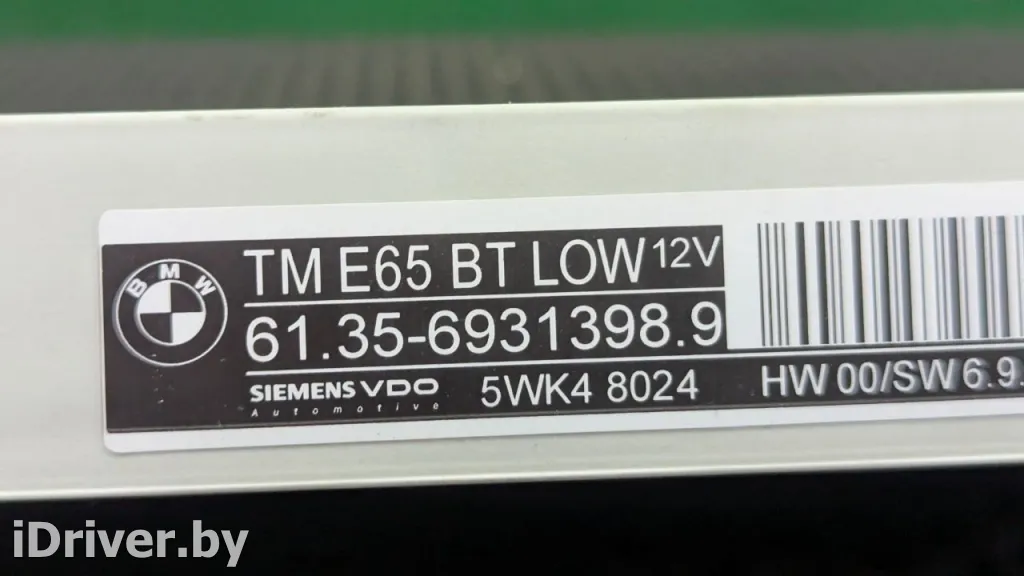 BMW
TM E65 BT LOW 12V
61.35-6931398.9
SIEMENS VDO
Automotive
5WK4 8024
HW 00/SW 6.9.
iDriver.by